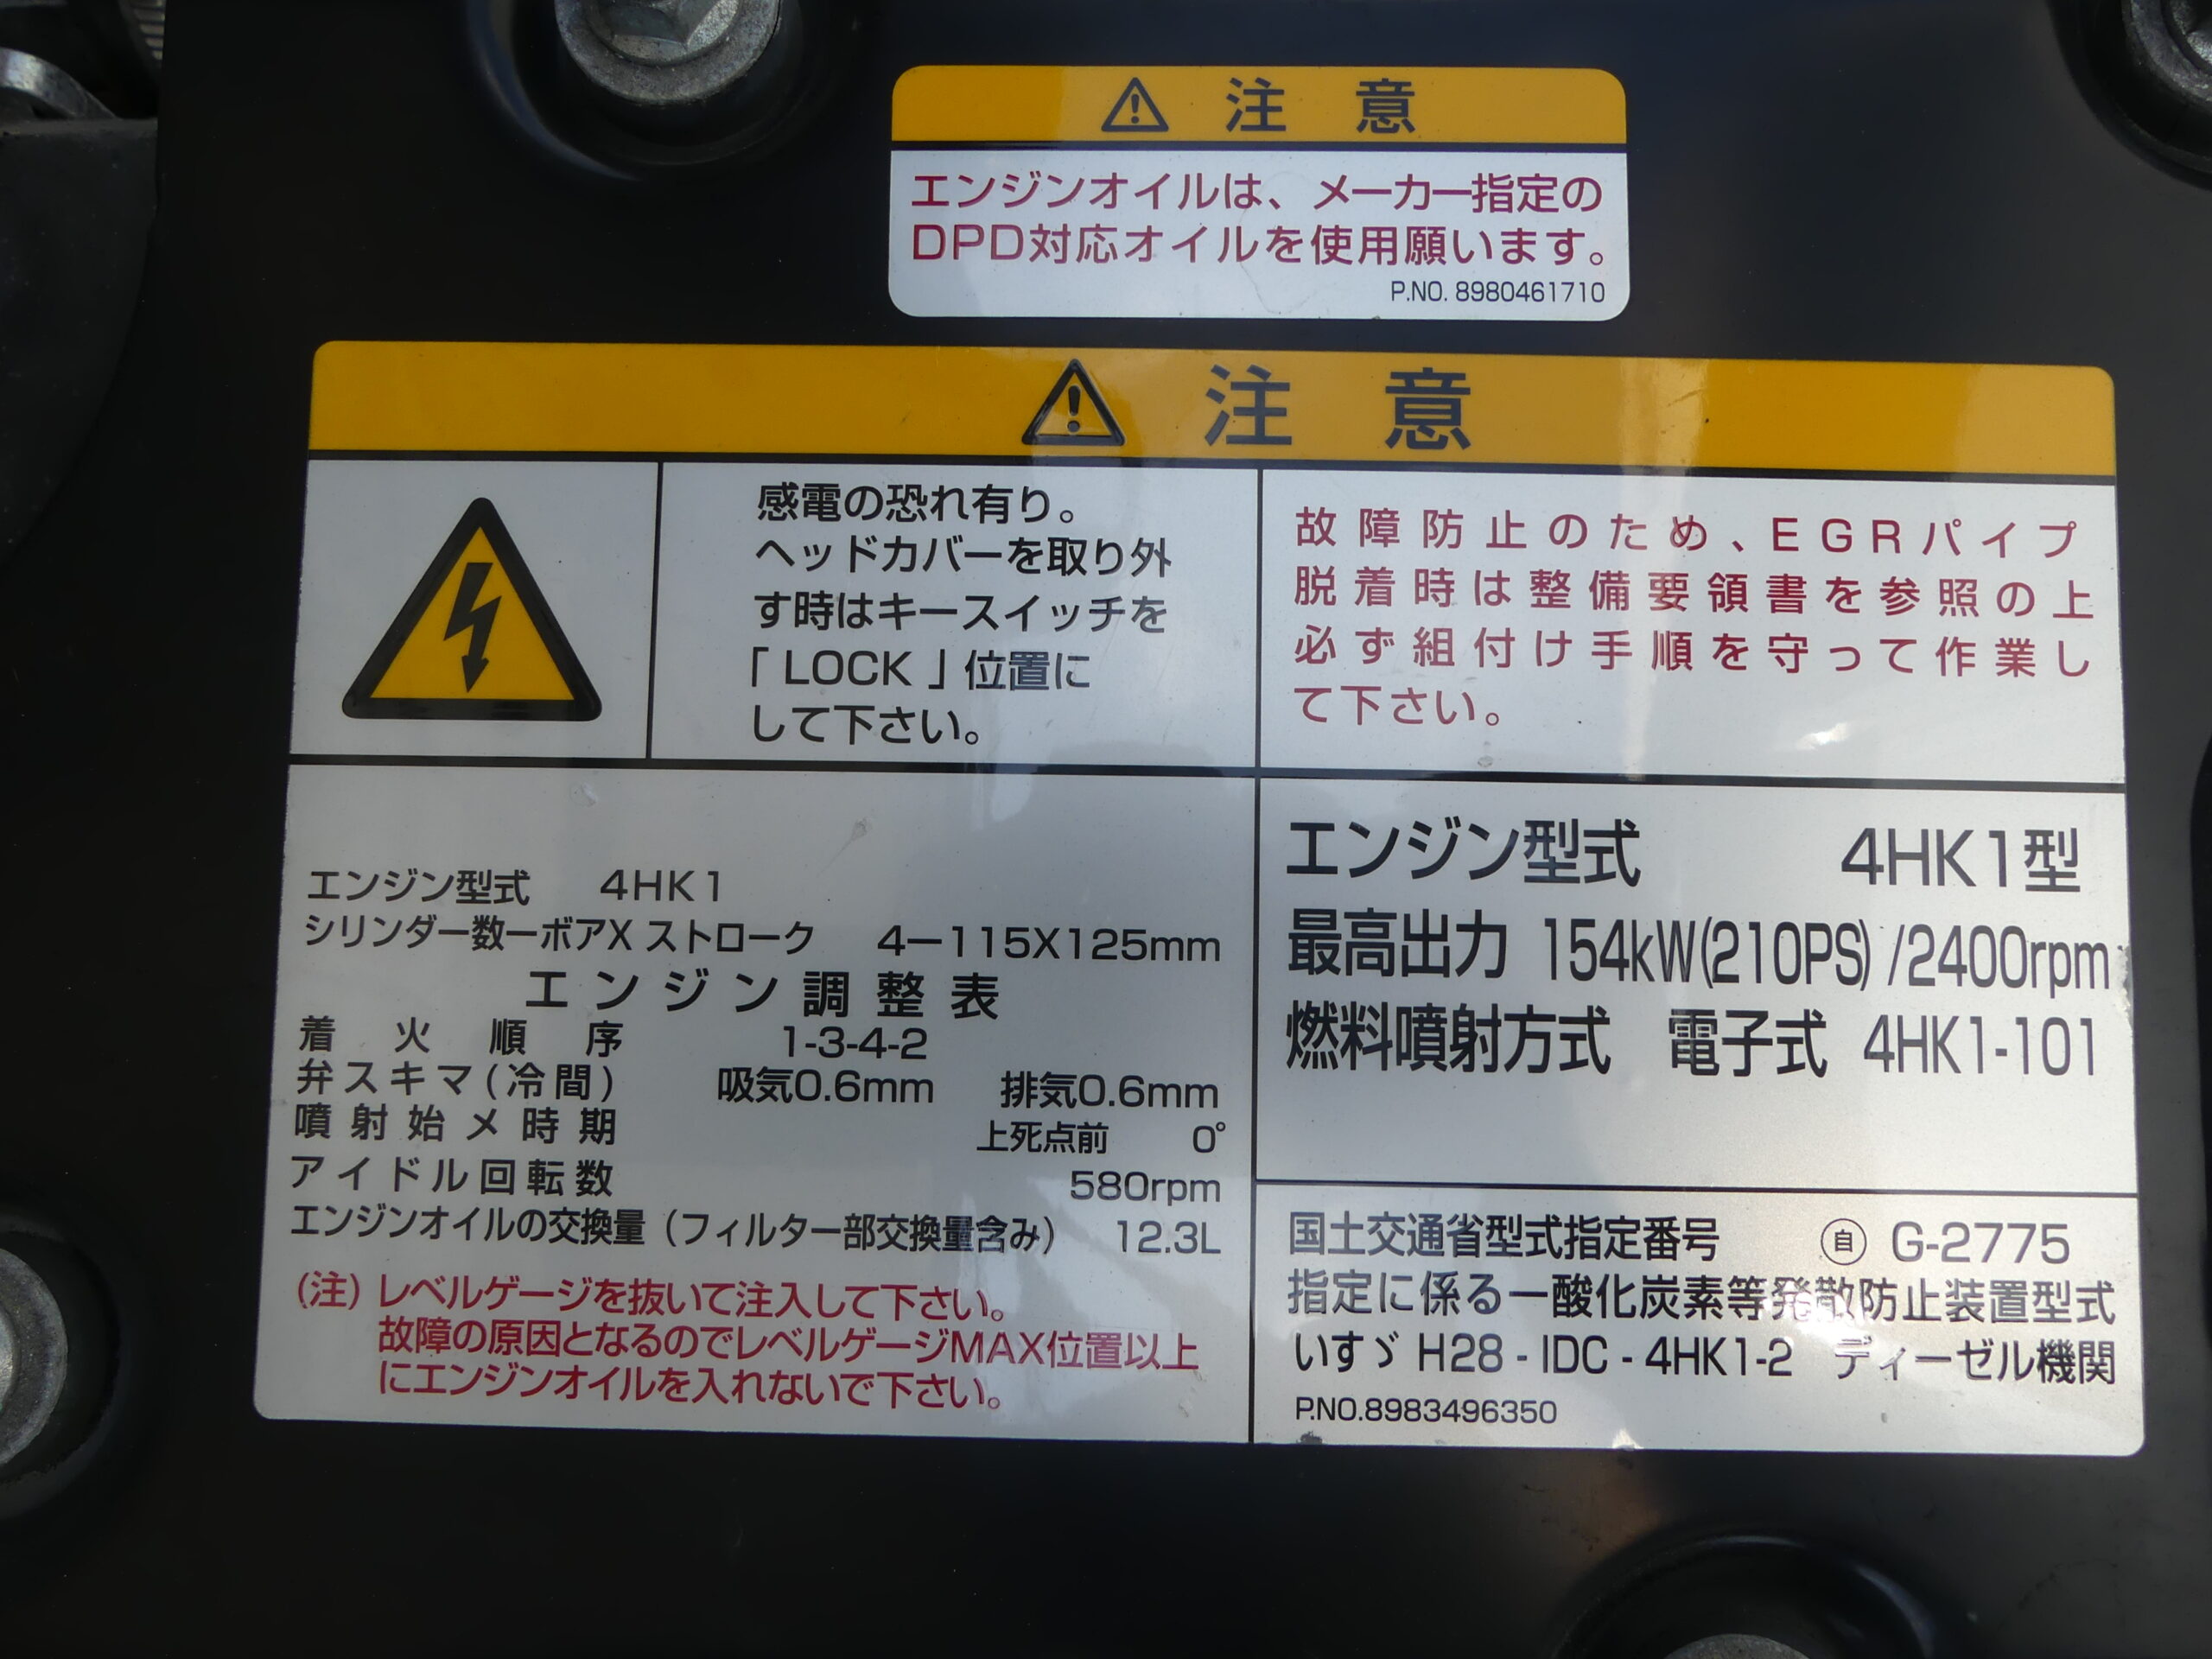 注意
エンジンオイルは、メーカー指定の
DPD対応オイルを使用願います。
P.NO. 8980461710
注意
感電の恐れ有り。
ヘッドカバーを取り外
す時はキースイッチを
「LOCK」位置に
して下さい。
故障防止のため、EGRパイプ
脱着時は整備要領書を参照の上
必ず組付け手順を守って作業し
て下さい。
エンジン型式 4HK1
シリンダー数ーボアX ストローク 4ー115X125mm
エンジン調整表
着火順序 1-3-4-2
弁スキマ(冷間) 吸気0.6mm 排気0.6mm
噴射始メ時期 上死点前 0°
アイドル回転数 580rpm
エンジンオイルの交換量(フィルター部交換量含み) 12.3L
(注)レベルゲージを抜いて注入して下さい。
故障の原因となるのでレベルゲージMAX位置以上
にエンジンオイルを入れないで下さい。
エンジン型式 4HK1型
最高出力 154kW(210PS)/2400rpm
燃料噴射方式 電子式 4HK1-101
国土交通省型式指定番号 自 G-2775
指定に係る一酸化炭素等発散防止装置型式
いすゞ H28 - IDC - 4HK1-2 ディーゼル機関
P.NO.8983496350